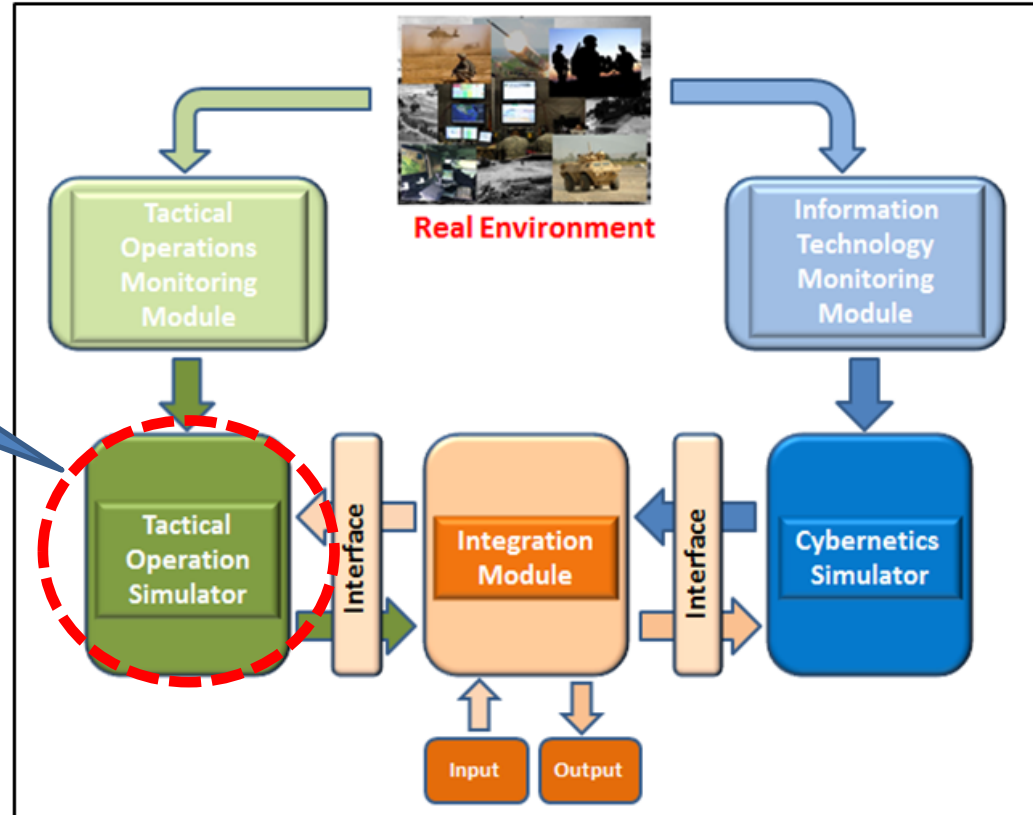 Real Environment
Tactical
Operations
Monitoring
Module
Information
Technology
Monitoring
Module
Tactical
Operation
Simulator
Interface
Integration
Module
Interface
Cybernetics
Simulator
Input
Output